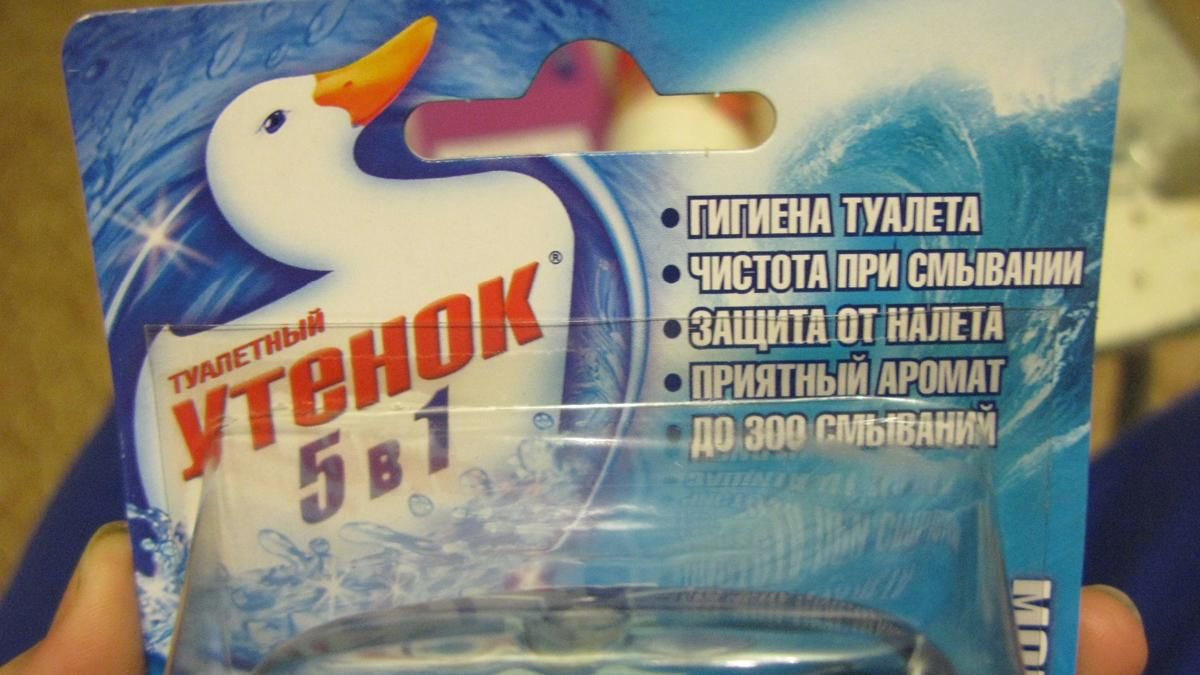 ТУАЛЕТНЫЙ
УТЕНОК
®
5 в 1
• ГИГИЕНА ТУАЛЕТА
• ЧИСТОТА ПРИ СМЫВАНИИ
• ЗАЩИТА ОТ НАЛЕТА
• ПРИЯТНЫЙ АРОМАТ
• ДО 300 СМЫВАНИЙ